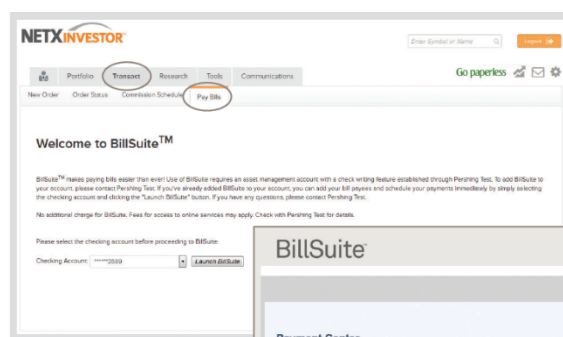 NETXINVESTOR
Enter Symbol or Name
Logout
Portfolio Transact Research Tools Communications
Go paperless
New Order Order Status Commission Schedule Pay Bills
Welcome to BillSuite™
BillSuite™ makes paying bills easier than ever! Use of BillSuite requires an asset management account with a check writing feature established through Pershing Test. To add BillSuite to
your account, please contact Pershing Test. If you've already added BillSuite to your account, you can add your bill payees and schedule your payments immediately by simply selecting
the checking account and clicking the "Launch BillSuite" button. If you have any questions, please contact Pershing Test.
No additional charge for BillSuite. Fees for access to online services may apply. Check with Pershing Test for details.
Please select the checking account before proceeding to BillSuite.
Checking Account: Launch BillSuite
BillSuite
Payment Center